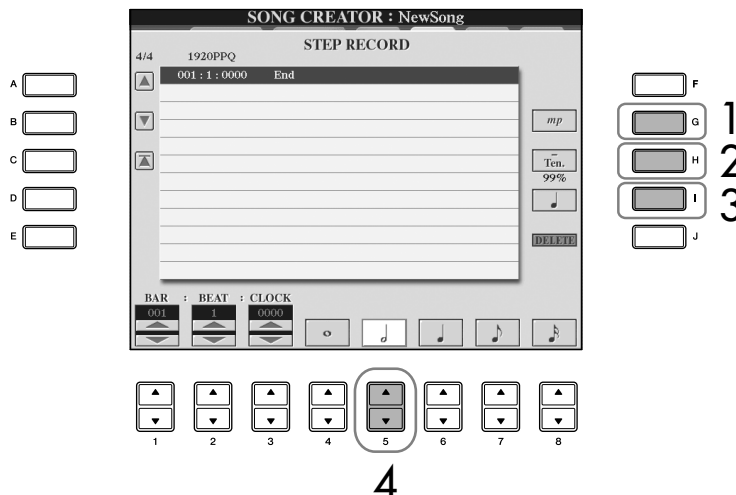 SONG CREATOR : NewSong
STEP RECORD
4/4 1920PPQ
001 : 1 : 0000 End
A
B
C
D
E
mp
Ten.
99%
DELETE
F
G 1
H 2
I 3
J
BAR : BEAT : CLOCK
001 1 0000
1 2 3 4 5 6 7 8
4